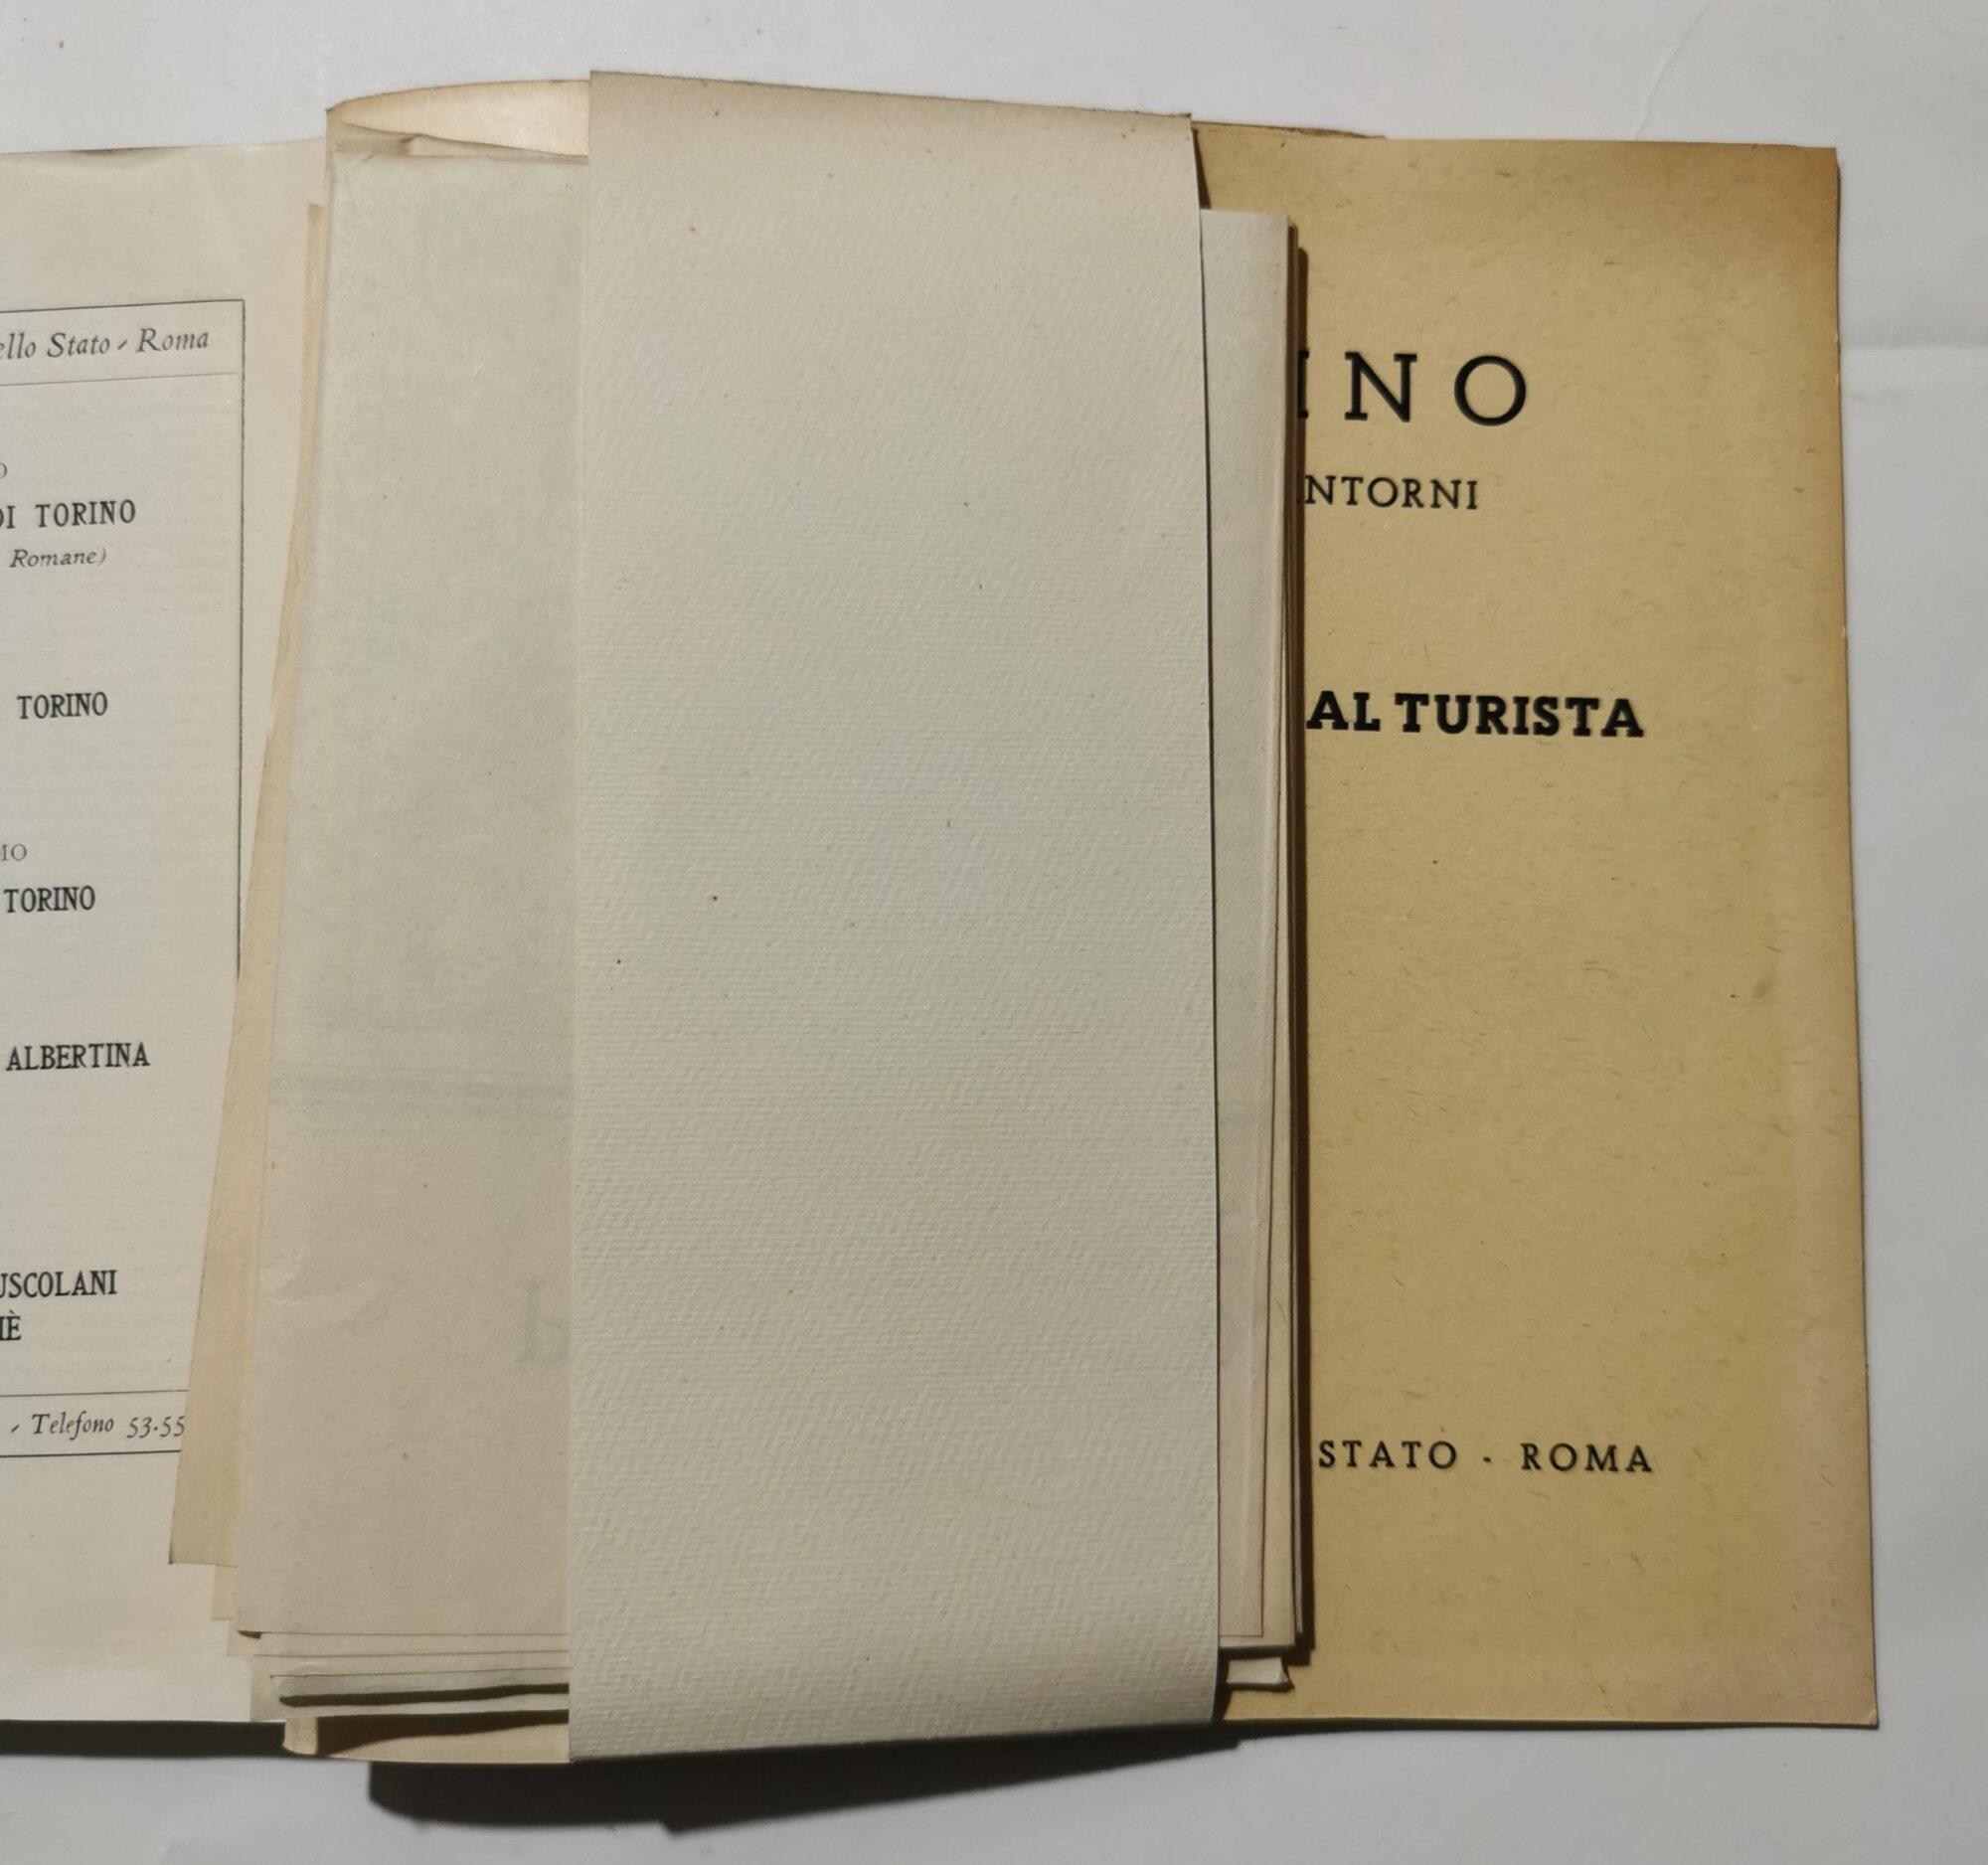 ello Stato - Roma
O
DI TORINO
Romane)
TORINO
MO
TORINO
ALBERTINA
USCOLANI
IÈ
- Telefono 53-55
INO
NTORNI
AL TURISTA
STATO - ROMA